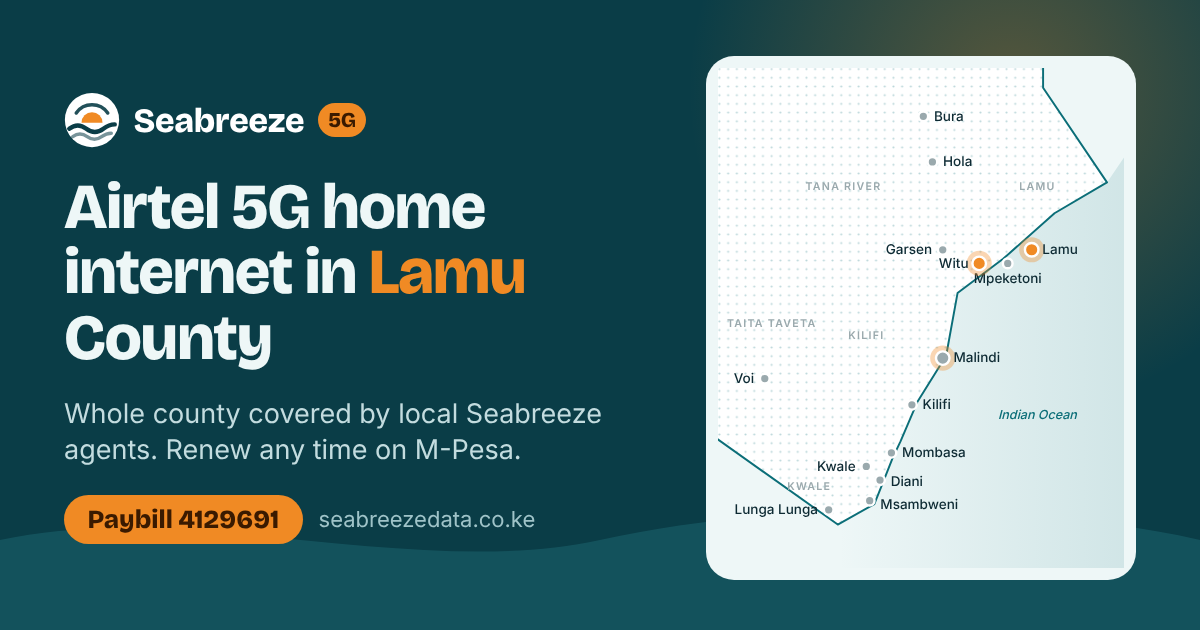 Seabreeze 5G
Airtel 5G home
internet in Lamu
County
Whole county covered by local Seabreeze
agents. Renew any time on M-Pesa.
Paybill 4129691 seabreezedata.co.ke
Bura
Hola
TANA RIVER
LAMU
Garsen
Lamu
Witu
Mpeketoni
TAITA TAVETA
KILIFI
Malindi
Voi
Kilifi
Indian Ocean
Mombasa
Kwale
Diani
KWALE
Msambweni
Lunga Lunga